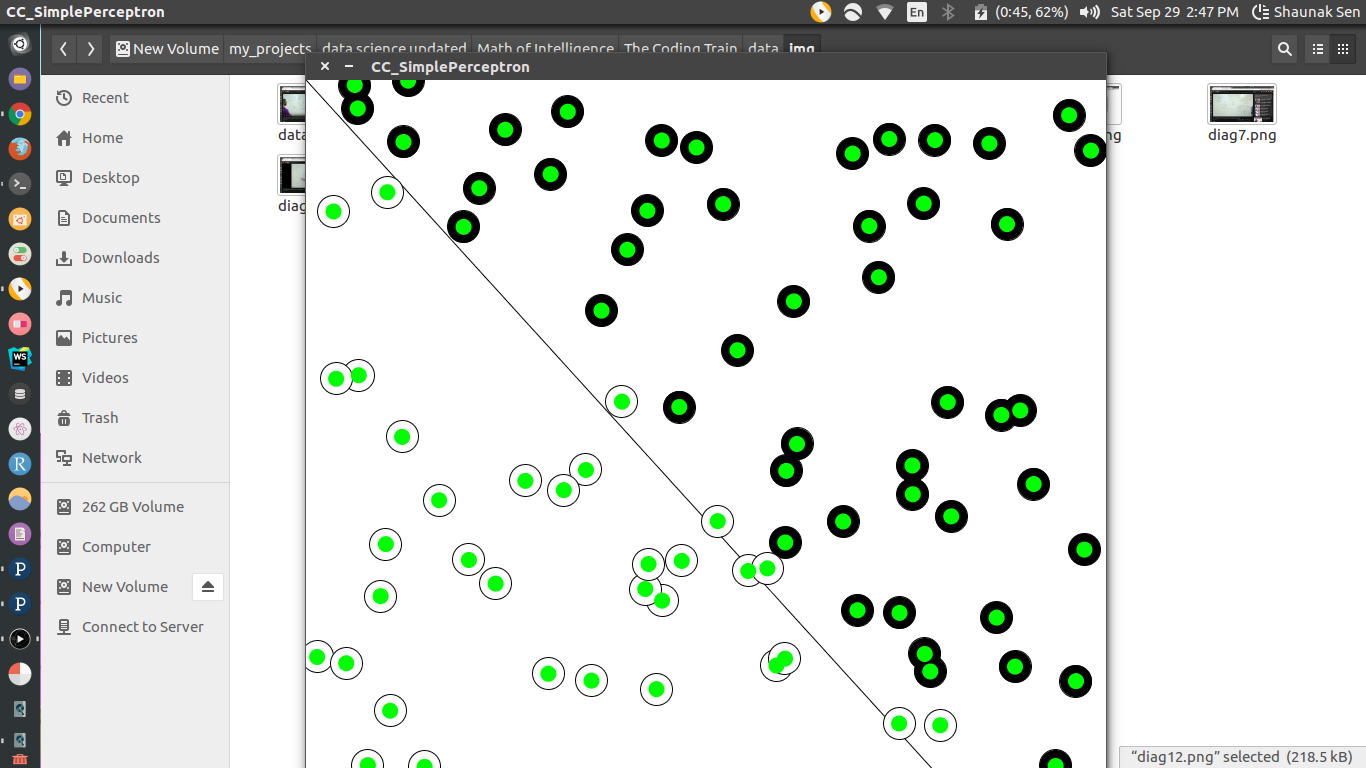 CC_SimplePerceptron
En
(0:45, 62%)
Sat Sep 29 2:47 PM
Shaunak Sen
New Volume
my_projects
data science updated
Math of Intelligence
The Coding Train
data
img
CC_SimplePerceptron
Recent
Home
Desktop
Documents
Downloads
Music
Pictures
Videos
Trash
Network
262 GB Volume
Computer
New Volume
Connect to Server
data
diag
ng
diag7.png
WS
R
P
P
“diag12.png” selected (218.5 kB)